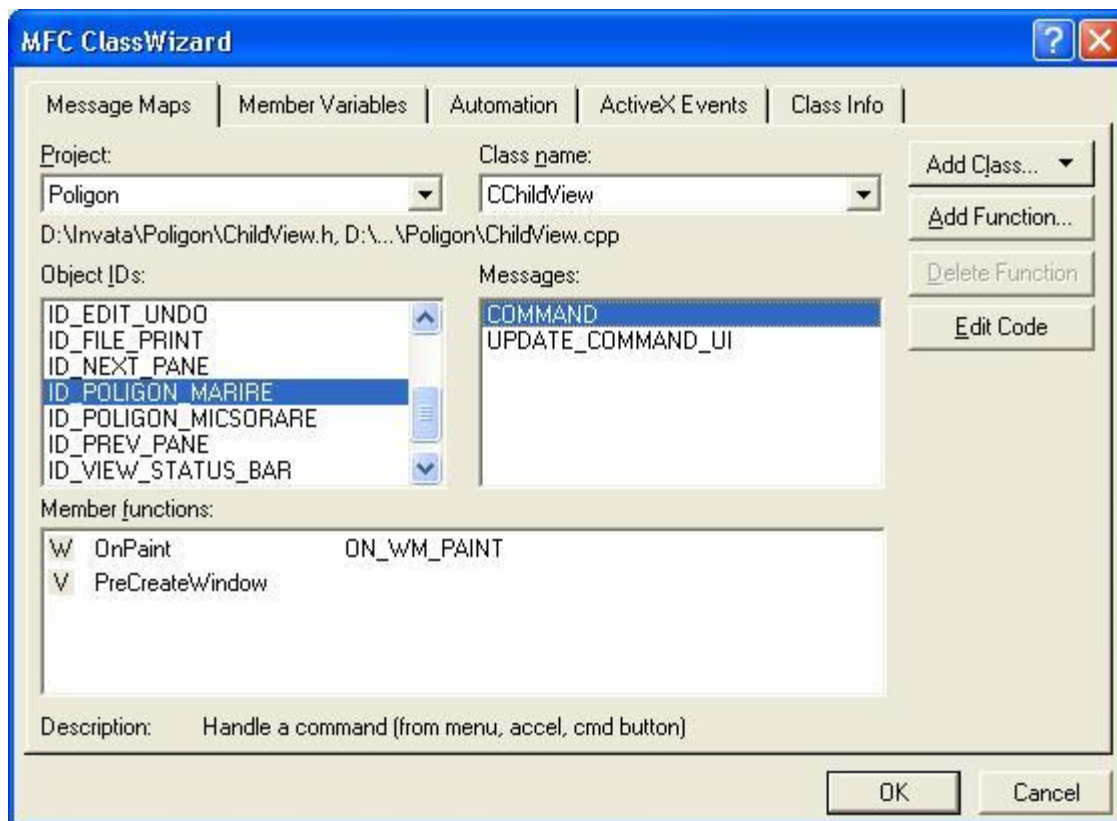 MFC ClassWizard
Message Maps Member Variables Automation ActiveX Events Class Info
Project: Class name:
Add Class...
Poligon CChildView
Add Function...
D:\Invata\Poligon\ChildView.h, D:\...\Poligon\ChildView.cpp
Object IDs: Messages:
Delete Function
ID_EDIT_UNDO COMMAND
ID_FILE_PRINT UPDATE_COMMAND_UI
Edit Code
ID_NEXT_PANE
ID_POLIGON_MARIRE
ID_POLIGON_MICSORARE
ID_PREV_PANE
ID_VIEW_STATUS_BAR
Member functions:
W OnPaint ON_WM_PAINT
V PreCreateWindow
Description: Handle a command (from menu, accel, cmd button)
OK Cancel